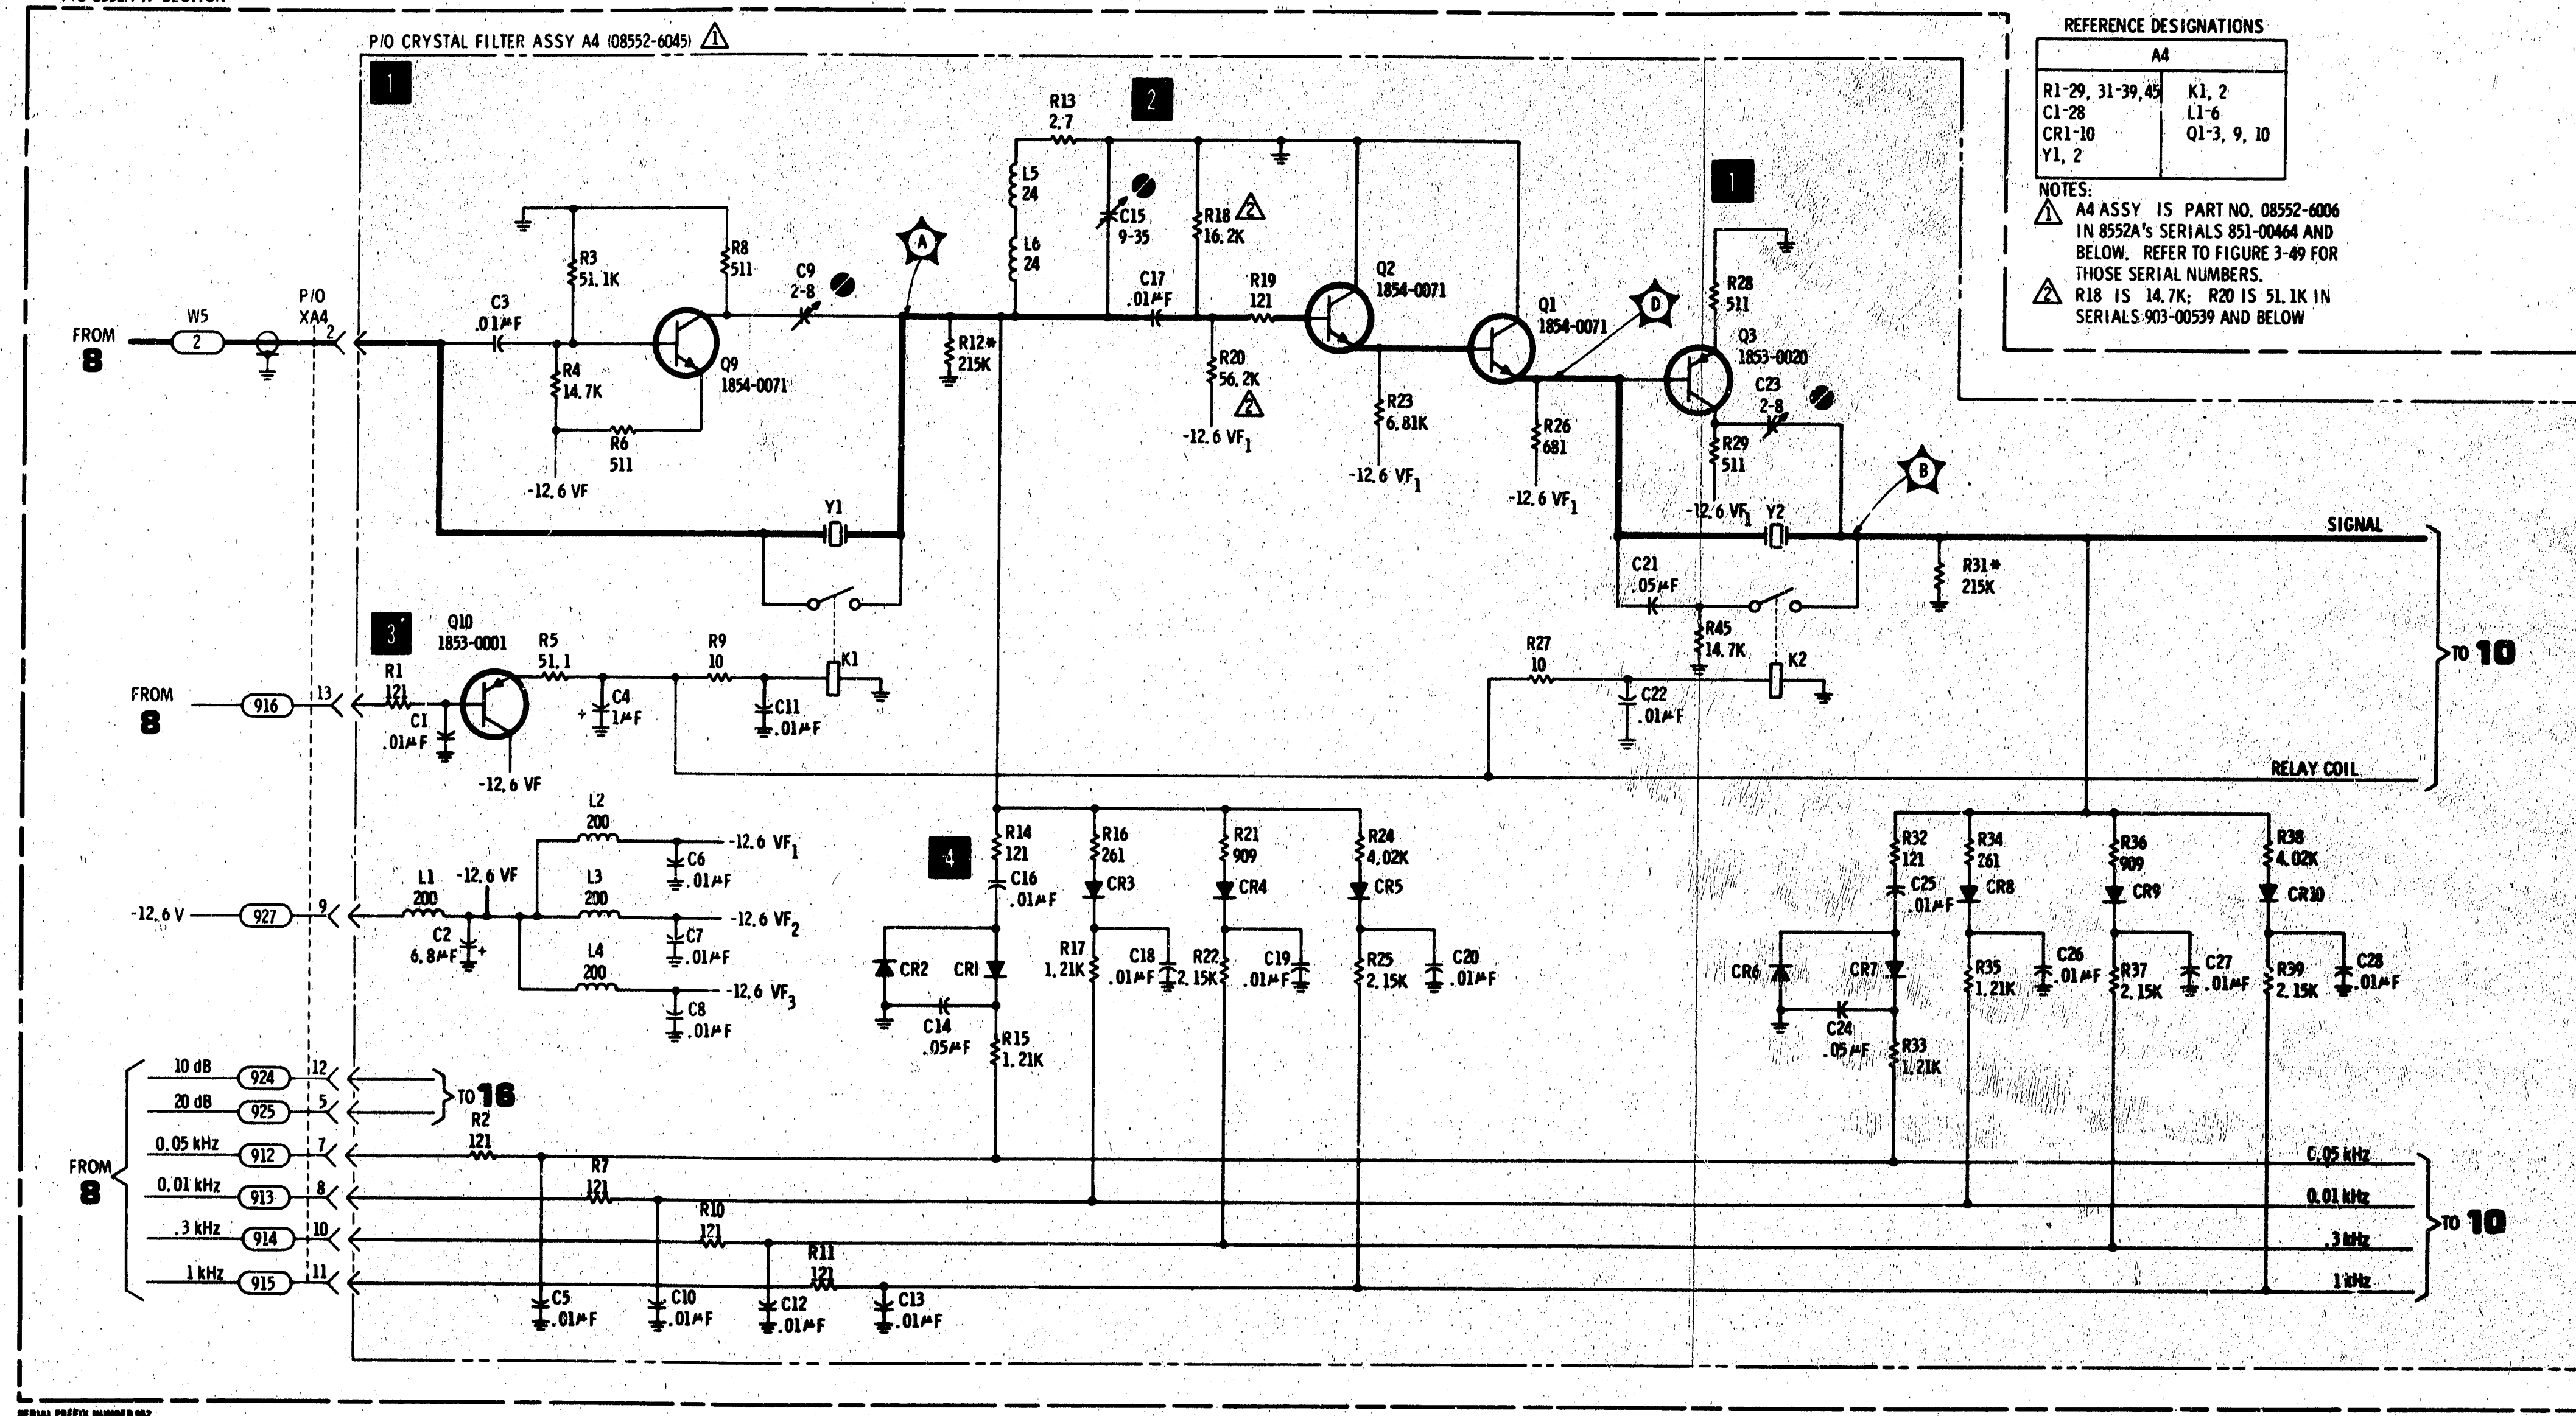 P/O CRYSTAL FILTER ASSY A4 (08552-6045) 1
1
2
1
REFERENCE DESIGNATIONS
A4
R1-29, 31-39,45
K1, 2
C1-28
L1-6
CR1-10
Q1-3, 9, 10
Y1, 2
NOTES:
1 A4 ASSY IS PART NO. 08552-6006
IN 8552A's SERIALS 851-00464 AND
BELOW. REFER TO FIGURE 3-49 FOR
THOSE SERIAL NUMBERS.
2 R18 IS 14.7K; R20 IS 51.1K IN
SERIALS 903-00539 AND BELOW
FROM
8
W5
2
P/O
XA4
2
C3
.01μF
R3
51.1K
R4
14.7K
R6
511
-12.6 VF
R8
511
Q9
1854-0071
C9
2-8
A
Y1
R12*
215K
R13
2.7
L5
24
L6
24
C15
9-35
R18 2
16.2K
C17
.01μF
R19
121
R20
56.2K
2
-12.6 VF1
Q2
1854-0071
R23
6.81K
-12.6 VF1
Q1
1854-0071
D
R26
681
-12.6 VF1
R28
511
Q3
1853-0020
C23
2-8
R29
511
-12.6 VF1
Y2
B
SIGNAL
R31*
215K
C21
.05μF
R45
14.7K
K2
R27
10
C22
.01μF
TO 10
RELAY COIL
3
FROM
8
916
13
R1
121
C1
.01μF
Q10
1853-0001
-12.6 VF
R5
51.1
C4
+
1μF
R9
10
C11
.01μF
K1
-12.6 V
927
9
L1
200
-12.6 VF
C2
6.8μF
+
L2
200
C6
.01μF
-12.6 VF1
L3
200
C7
.01μF
-12.6 VF2
L4
200
C8
.01μF
-12.6 VF3
4
R14
121
C16
.01μF
CR2
CR1
C14
.05μF
R15
1.21K
R16
261
CR3
R17
1.21K
C18
.01μF
R21
909
CR4
R22
2.15K
C19
.01μF
R24
4.02K
CR5
R25
2.15K
C20
.01μF
R32
121
C25
.01μF
CR6
CR7
C24
.05μF
R33
1.21K
R34
261
CR8
R35
1.21K
C26
.01μF
R36
909
CR9
R37
2.15K
C27
.01μF
R38
4.02K
CR10
R39
2.15K
C28
.01μF
FROM
8
10 dB
924
12
20 dB
925
5
TO 16
0.05 kHz
912
7
R2
121
0.05 kHz
0.01 kHz
913
8
R7
121
0.01 kHz
.3 kHz
914
10
R10
121
.3 kHz
1 kHz
915
11
R11
121
1 kHz
TO 10
C5
.01μF
C10
.01μF
C12
.01μF
C13
.01μF